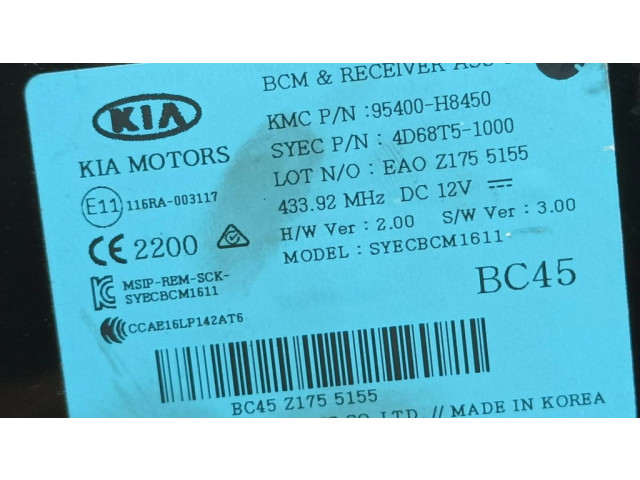 BCM & RECEIVER
KIA
KMC P/N : 95400-H8450
KIA MOTORS
SYEC P/N : 4D68T5-1000
LOT N/O : EAO Z175 5155
E11 116RA-003117
433.92 MHz DC 12V
H/W Ver : 2.00 S/W Ver : 3.00
CE 2200
MODEL : SYECBCM1611
MSIP-REM-SCK-
SYECBCM1611
BC45
CCAE16LP142AT6
BC45 Z175 5155
CO.,LTD. // MADE IN KOREA